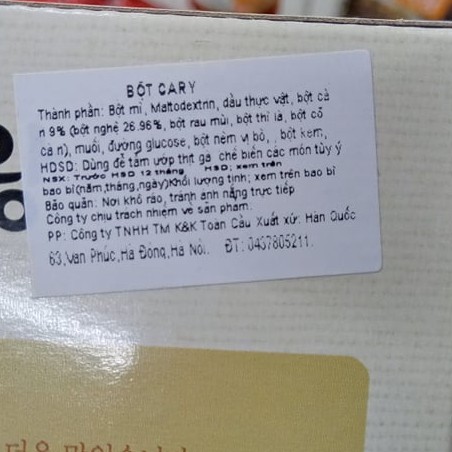 BỘT CARY
Thành phần: Bột mì, Maltodextnn, dầu thực vật, bột cà
ri 9% (bột nghệ 26.96%, bột rau mùi, bột thì là, bột cỏ
cà ri), muối, đường glucose, bột nêm vị bò, bột kem,
HDSD: Dùng để tẩm ướp thịt gà chế biến các món tùy ý
NSX: Trước HSD 12 tháng HSD: xem trên
bao bì(năm,tháng,ngày)Khối lượng tịnh; xem trên bao bì
Bảo quản: Nơi khô ráo, tránh ánh nắng trực tiếp
Công ty chịu trách nhiệm về sản phẩm.
PP: Công ty TNHH TM K&K Toàn Cầu Xuất xứ: Hàn Quốc
63,Vạn Phúc,Hà Đông,Hà Nội. ĐT: 0437805211.
더욱